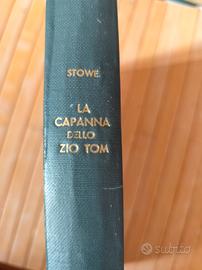 STOWE
LA
CAPANNA
DELLO
ZIO TOM
subito